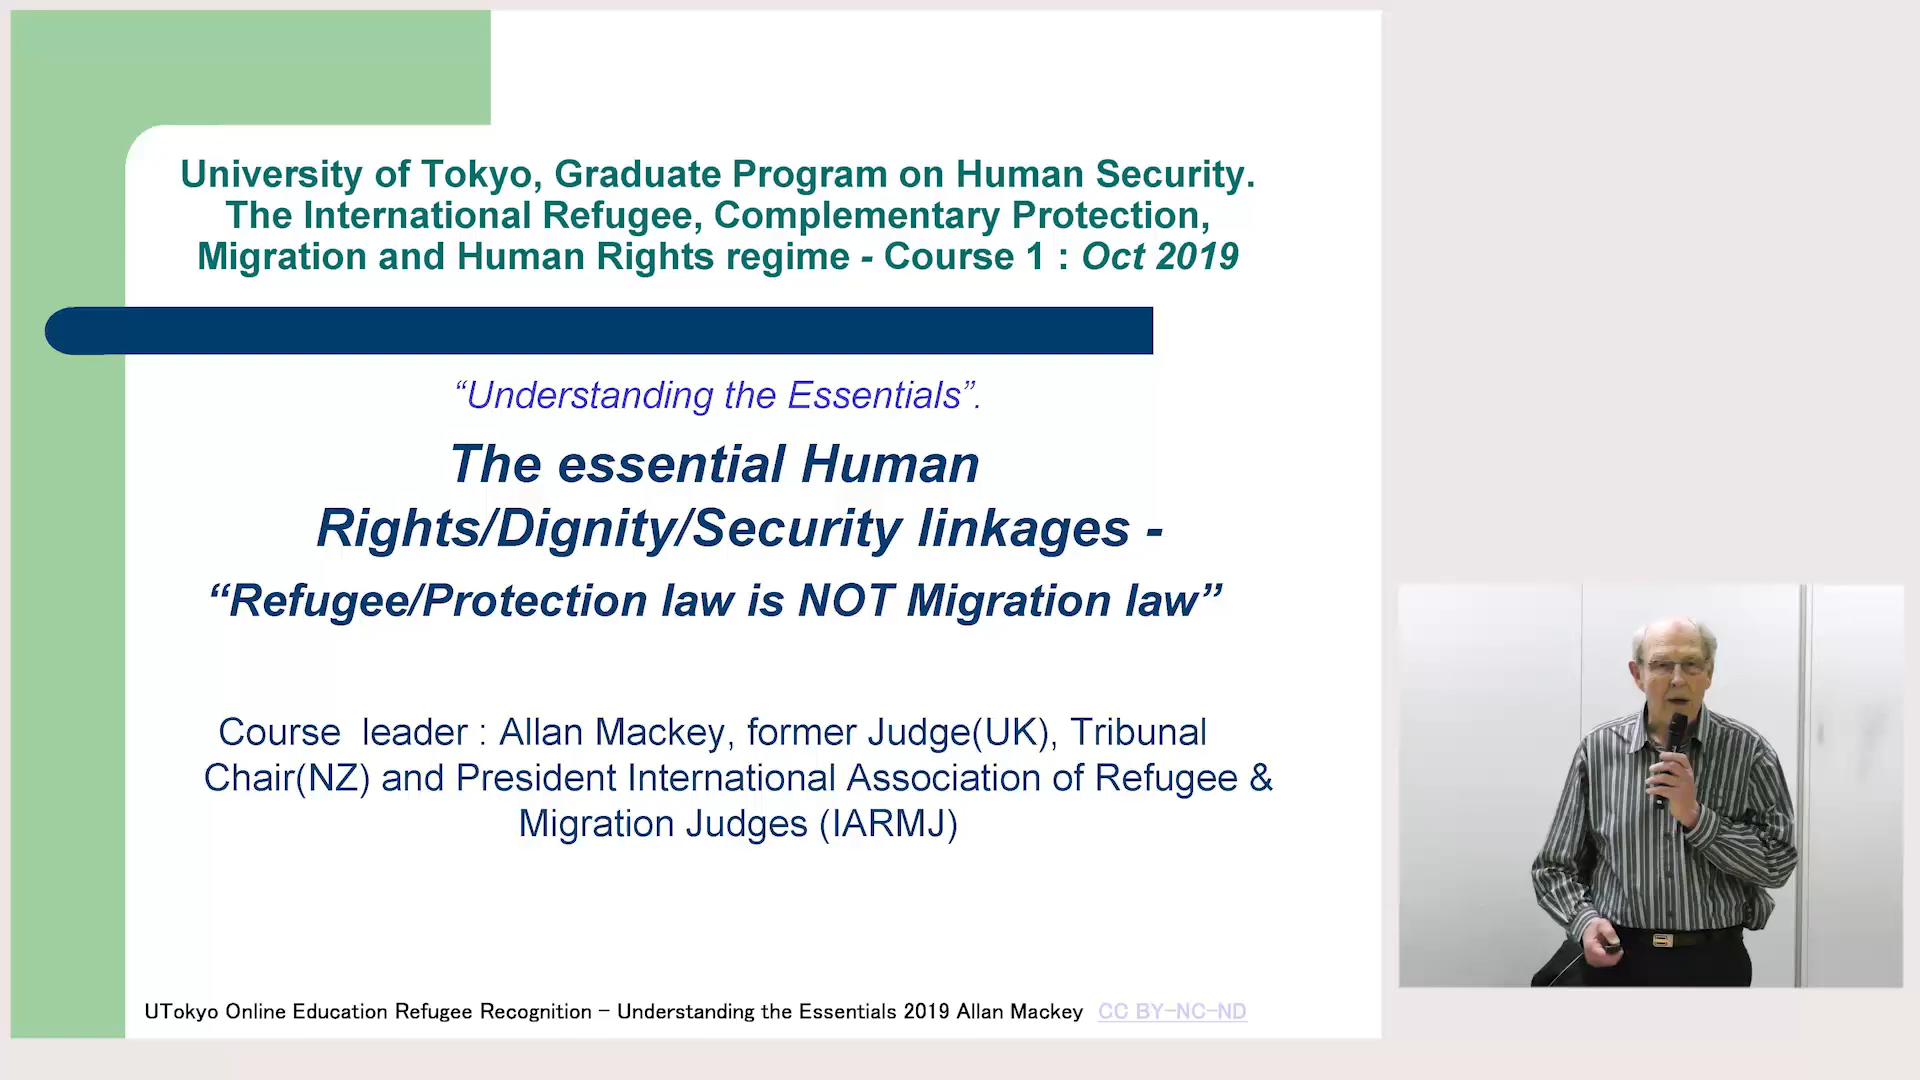 University of Tokyo, Graduate Program on Human Security.
The International Refugee, Complementary Protection,
Migration and Human Rights regime - Course 1 : Oct 2019
“Understanding the Essentials”.
The essential Human
Rights/Dignity/Security linkages -
“Refugee/Protection law is NOT Migration law”
Course leader : Allan Mackey, former Judge(UK), Tribunal
Chair(NZ) and President International Association of Refugee &
Migration Judges (IARMJ)
UTokyo Online Education Refugee Recognition – Understanding the Essentials 2019 Allan Mackey CC BY-NC-ND